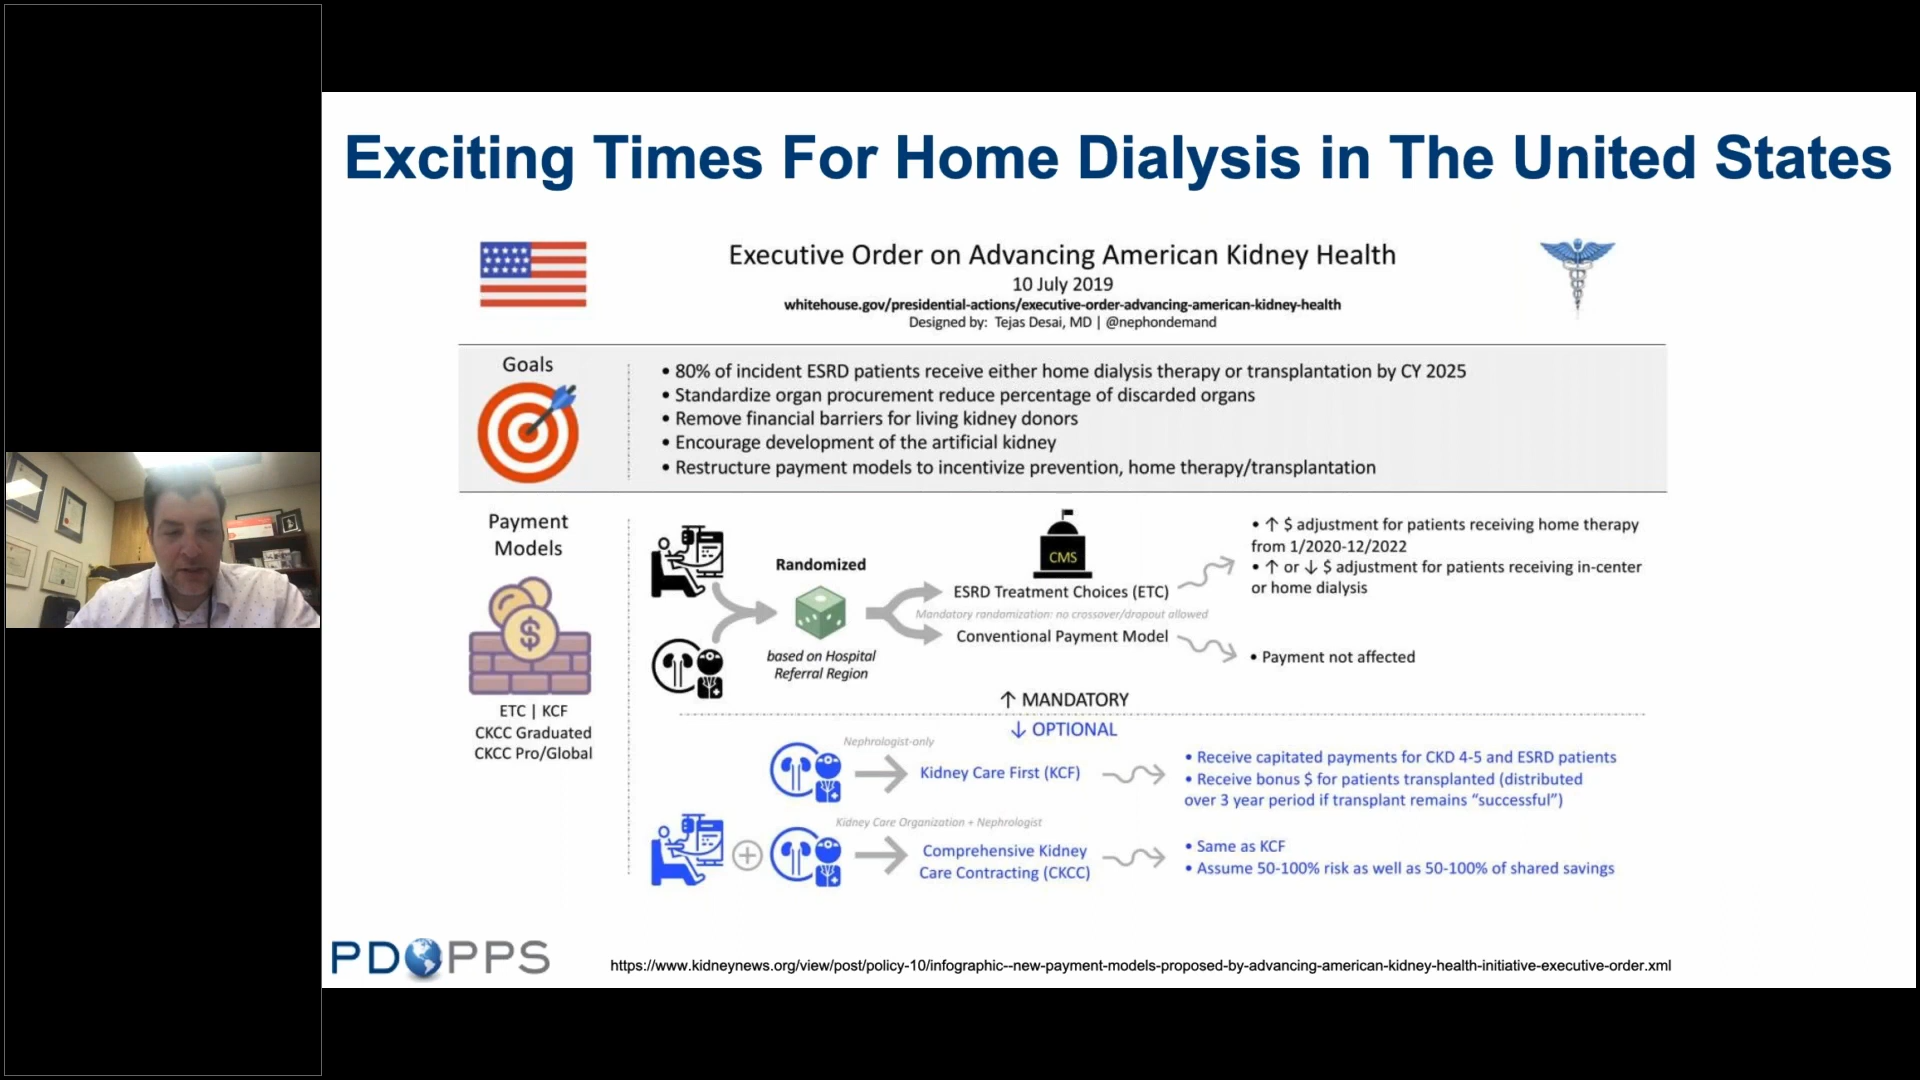 Exciting Times For Home Dialysis in The United States
Executive Order on Advancing American Kidney Health
10 July 2019
whitehouse.gov/presidential-actions/executive-order-advancing-american-kidney-health
Designed by: Tejas Desai, MD | @nephondemand
Goals
• 80% of incident ESRD patients receive either home dialysis therapy or transplantation by CY 2025
• Standardize organ procurement reduce percentage of discarded organs
• Remove financial barriers for living kidney donors
• Encourage development of the artificial kidney
• Restructure payment models to incentivize prevention, home therapy/transplantation
Payment
Models
ETC | KCF
CKCC Graduated
CKCC Pro/Global
Randomized
based on Hospital
Referral Region
CMS
ESRD Treatment Choices (ETC)
Mandatory randomization: no crossover/dropout allowed
Conventional Payment Model
• ↑ $ adjustment for patients receiving home therapy
from 1/2020-12/2022
• ↑ or ↓ $ adjustment for patients receiving in-center
or home dialysis
• Payment not affected
↑ MANDATORY
↓ OPTIONAL
Nephrologist-only
Kidney Care First (KCF)
• Receive capitated payments for CKD 4-5 and ESRD patients
• Receive bonus $ for patients transplanted (distributed
over 3 year period if transplant remains “successful”)
Kidney Care Organization + Nephrologist
Comprehensive Kidney
Care Contracting (CKCC)
• Same as KCF
• Assume 50-100% risk as well as 50-100% of shared savings
PDOPPS
https://www.kidneynews.org/view/post/policy-10/infographic--new-payment-models-proposed-by-advancing-american-kidney-health-initiative-executive-order.xml